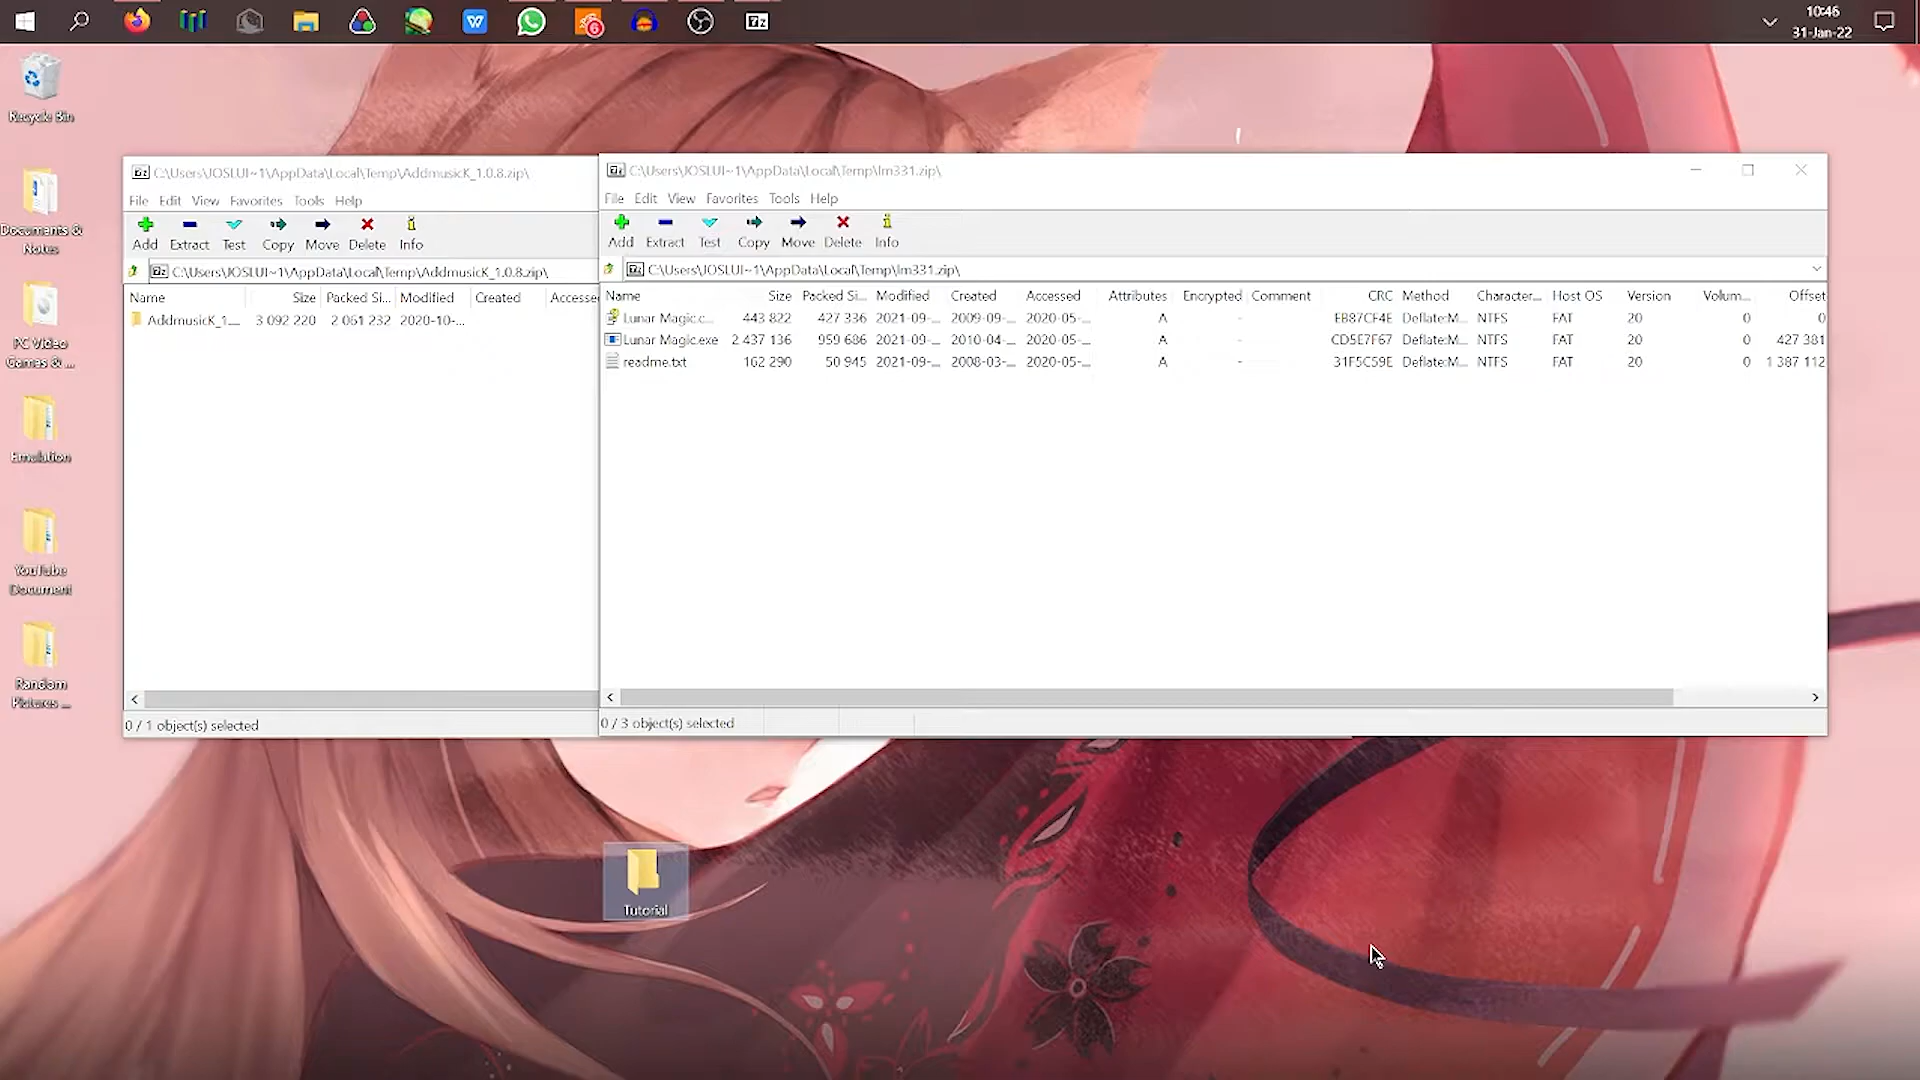 10:46
31-Jan-22
6
W
7z
Recycle Bin
Documents &
Notes
PC Video
Games & ...
Emulation
YouTube
Document
Random
Pictures ...
C:\Users\JOSLUI~1\AppData\Local\Temp\AddmusicK_1.0.8.zip\
File Edit View Favorites Tools Help
Add Extract Test Copy Move Delete Info
C:\Users\JOSLUI~1\AppData\Local\Temp\AddmusicK_1.0.8.zip\
Name Size Packed Si... Modified Created Accesse
AddmusicK_1.... 3 092 220 2 061 232 2020-10-...
0 / 1 object(s) selected
C:\Users\JOSLUI~1\AppData\Local\Temp\lm331.zip\
File Edit View Favorites Tools Help
Add Extract Test Copy Move Delete Info
C:\Users\JOSLUI~1\AppData\Local\Temp\lm331.zip\
Name Size Packed Si... Modified Created Accessed Attributes Encrypted Comment CRC Method Character... Host OS Version Volum... Offset
Lunar Magic.c... 443 822 427 336 2021-09-... 2009-09-... 2020-05-... A - EB87CF4E Deflate:M... NTFS FAT 20 0 0
Lunar Magic.exe 2 437 136 959 686 2021-09-... 2010-04-... 2020-05-... A - CD5E7F67 Deflate:M... NTFS FAT 20 0 427 381
readme.txt 162 290 50 945 2021-09-... 2008-03-... 2020-05-... A - 31F5C59E Deflate:M... NTFS FAT 20 0 1 387 112
0 / 3 object(s) selected
Tutorial